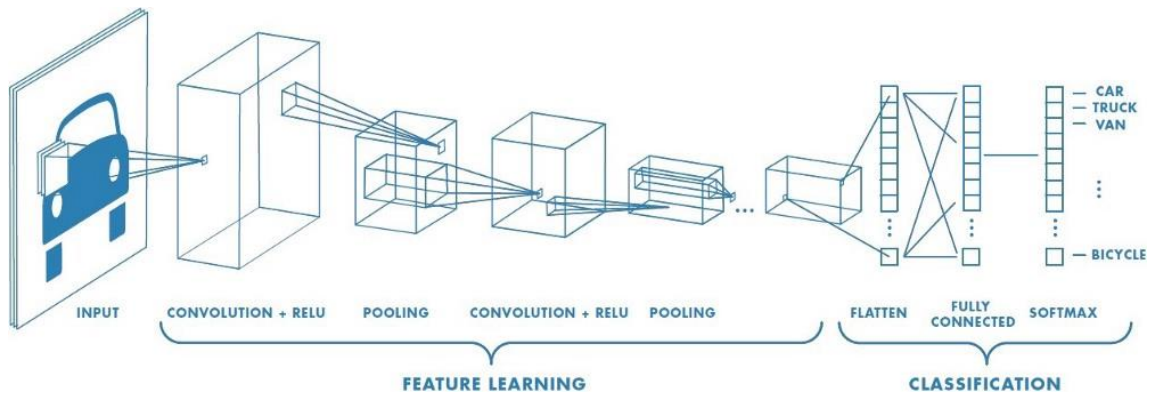 CAR
TRUCK
VAN
BICYCLE
INPUT
CONVOLUTION + RELU
POOLING
CONVOLUTION + RELU
POOLING
FLATTEN
FULLY
CONNECTED
SOFTMAX
FEATURE LEARNING
CLASSIFICATION